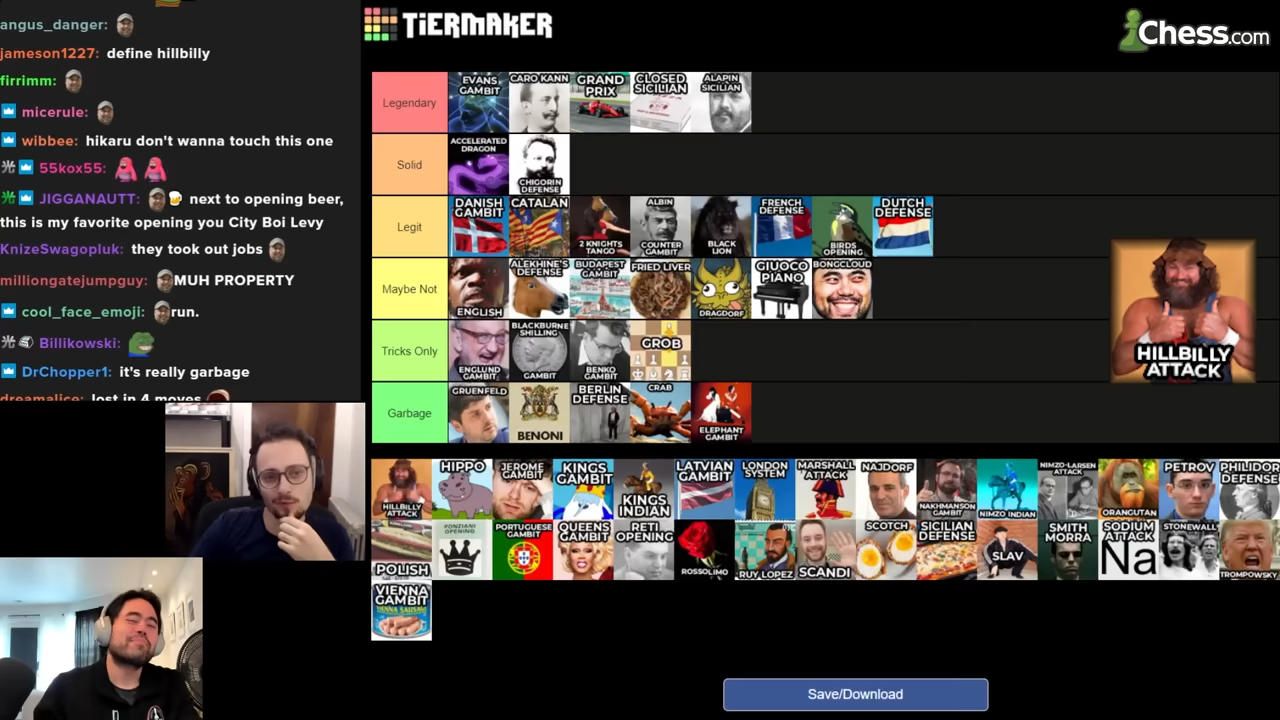 angus_danger:
jameson1227: define hillbilly
firrimm:
micerule:
wibbee: hikaru don't wanna touch this one
55kox55:
JIGGANAUTT: next to opening beer,
this is my favorite opening you City Boi Levy
KnizeSwagopluk: they took out jobs
milliongatejumpguy: MUH PROPERTY
cool_face_emoji: run.
Billikowski:
DrChopper1: it's really garbage
dreamalice: lost in 4 moves
TIERMAKER
Chess.com
Legendary
EVANS GAMBIT
CARO KANN
GRAND PRIX
CLOSED SICILIAN
ALAPIN SICILIAN
Solid
ACCELERATED DRAGON
CHIGORIN DEFENSE
Legit
DANISH GAMBIT
CATALAN
2 KNIGHTS TANGO
ALBIN COUNTER GAMBIT
BLACK LION
FRENCH DEFENSE
BIRDS OPENING
DUTCH DEFENSE
Maybe Not
ENGLISH
ALEKHINE'S DEFENSE
BUDAPEST GAMBIT
FRIED LIVER
DRAGDORF
GIUOCO PIANO
BONGCLOUD
Tricks Only
ENGLUND GAMBIT
BLACKBURNE SHILLING GAMBIT
BENKO GAMBIT
GROB
Garbage
GRUENFELD
BENONI
BERLIN DEFENSE
CRAB
ELEPHANT GAMBIT
HILLBILLY
ATTACK
HILLBILLY ATTACK
HIPPO
JEROME GAMBIT
KINGS GAMBIT
KINGS INDIAN
LATVIAN GAMBIT
LONDON SYSTEM
MARSHALL ATTACK
NAJDORF
NAKHMANSON GAMBIT
NIMZO INDIAN
NIMZO-LARSEN ATTACK
ORANGUTAN
PETROV
PHILIDOR DEFENSE
POLISH
PONZIANI OPENING
PORTUGUESE GAMBIT
QUEENS GAMBIT
RETI OPENING
ROSSOLIMO
RUY LOPEZ
SCANDI
SCOTCH
SICILIAN DEFENSE
SLAV
SMITH MORRA
SODIUM ATTACK
Na
STONEWALL
TROMPOWSKY
VIENNA GAMBIT
VIENNA SAUSAGE
Save/Download